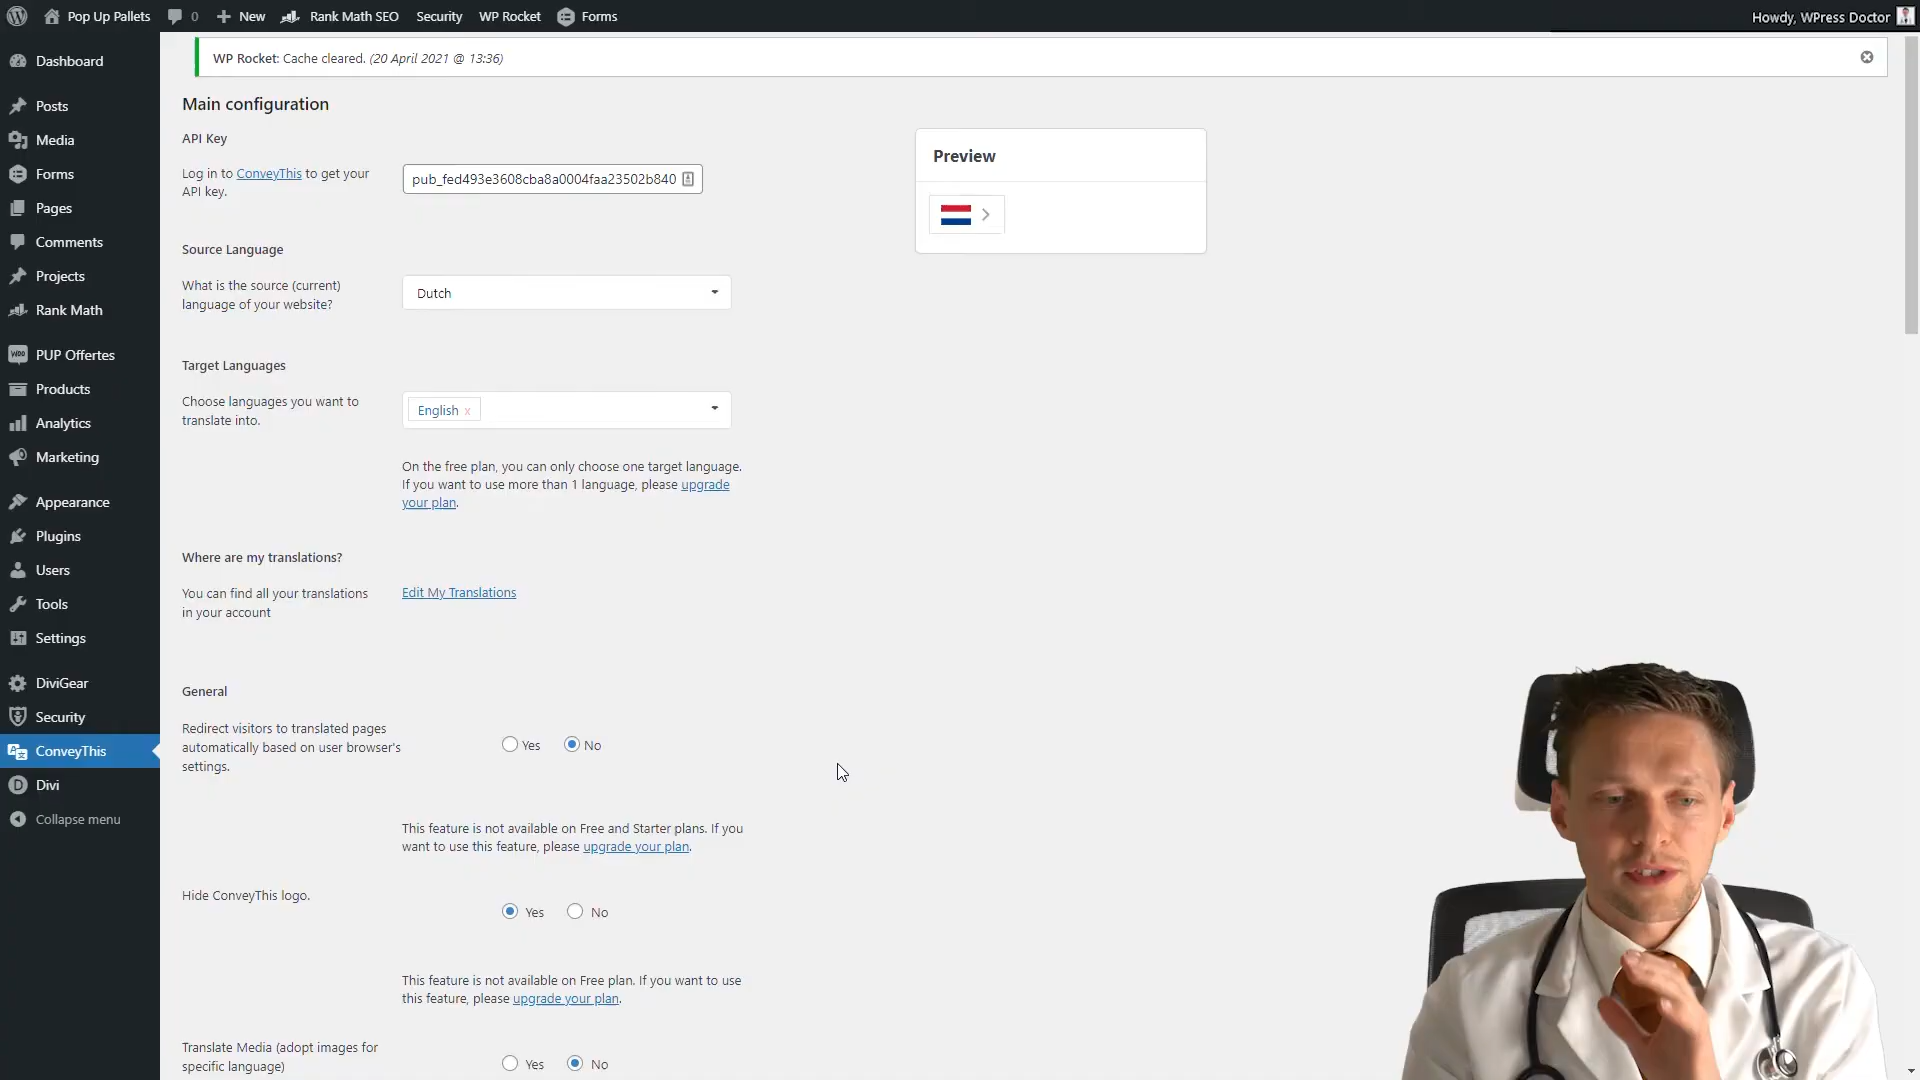 Pop Up Pallets
0
New
Rank Math SEO
Security
WP Rocket
Forms
Howdy, WPress Doctor
Dashboard
Posts
Media
Forms
Pages
Comments
Projects
Rank Math
PUP Offertes
Products
Analytics
Marketing
Appearance
Plugins
Users
Tools
Settings
DiviGear
Security
ConveyThis
Divi
Collapse menu
WP Rocket: Cache cleared. (20 April 2021 @ 13:36)
Main configuration
API Key
Log in to ConveyThis to get your
API key.
pub_fed493e3608cba8a0004faa23502b840
Preview
Source Language
What is the source (current)
language of your website?
Dutch
Target Languages
Choose languages you want to
translate into.
English x
On the free plan, you can only choose one target language.
If you want to use more than 1 language, please upgrade
your plan.
Where are my translations?
You can find all your translations
in your account
Edit My Translations
General
Redirect visitors to translated pages
automatically based on user browser's
settings.
Yes
No
This feature is not available on Free and Starter plans. If you
want to use this feature, please upgrade your plan.
Hide ConveyThis logo.
Yes
No
This feature is not available on Free plan. If you want to use
this feature, please upgrade your plan.
Translate Media (adopt images for
specific language)
Yes
No